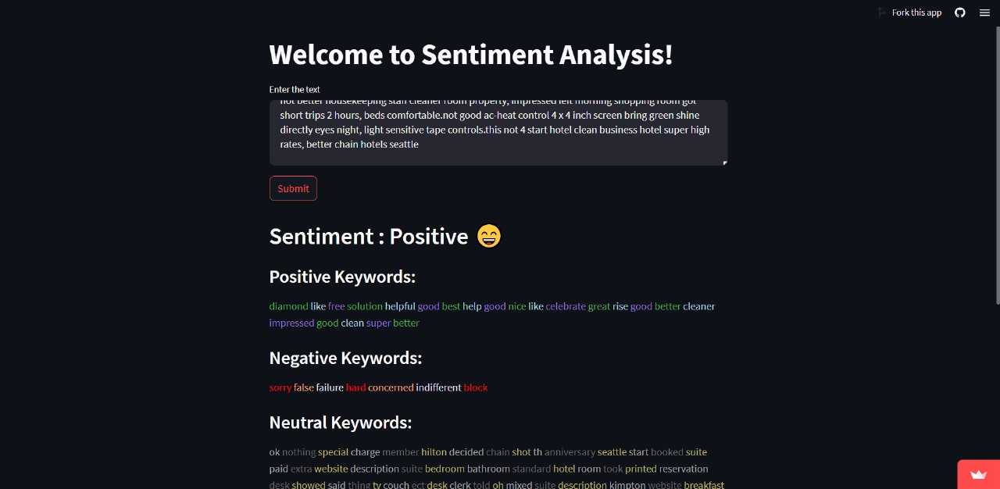 Fork this app
Welcome to Sentiment Analysis!
Enter the text
not better housekeeping staff cleaner room property, impressed left morning shopping room got
short trips 2 hours, beds comfortable.not good ac-heat control 4 x 4 inch screen bring green shine
directly eyes night, light sensitive tape controls.this not 4 start hotel clean business hotel super high
rates, better chain hotels seattle
Submit
Sentiment : Positive 😄
Positive Keywords:
diamond like free solution helpful good best help good nice like celebrate great rise good better cleaner
impressed good clean super better
Negative Keywords:
sorry false failure hard concerned indifferent block
Neutral Keywords:
ok nothing special charge member hilton decided chain shot th anniversary seattle start booked suite
paid extra website description suite bedroom bathroom standard hotel room took printed reservation
desk showed said thing tv couch ect desk clerk told oh mixed suite description kimpton website breakfast